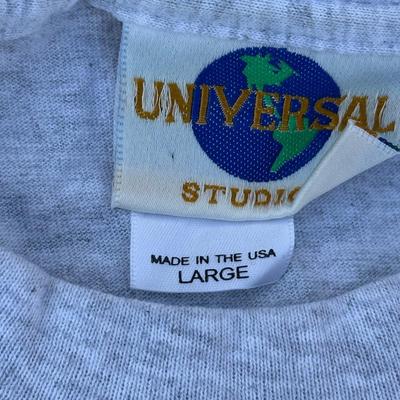 UNIVERSAL
STUDIO
MADE IN THE USA
LARGE